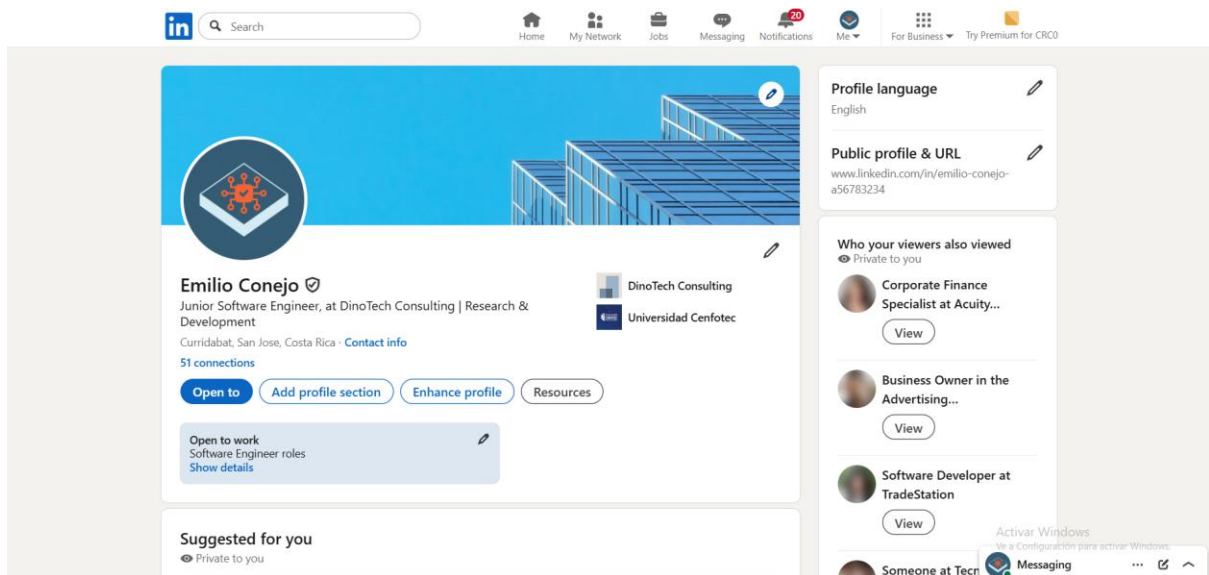 in
Search
Home
My Network
Jobs
Messaging
20
Notifications
Me
For Business
Try Premium for CRC0
Emilio Conejo
Junior Software Engineer, at DinoTech Consulting | Research &
Development
Curridabat, San Jose, Costa Rica · Contact info
51 connections
Open to
Add profile section
Enhance profile
Resources
Open to work
Software Engineer roles
Show details
DinoTech Consulting
Universidad Cenfotec
Suggested for you
Private to you
Profile language
English
Public profile & URL
www.linkedin.com/in/emilio-conejo-
a56783234
Who your viewers also viewed
Private to you
Corporate Finance
Specialist at Acuity...
View
Business Owner in the
Advertising...
View
Software Developer at
TradeStation
View
Someone at Tecn
Activar Windows
Ve a Configuración para activar Windows.
Messaging